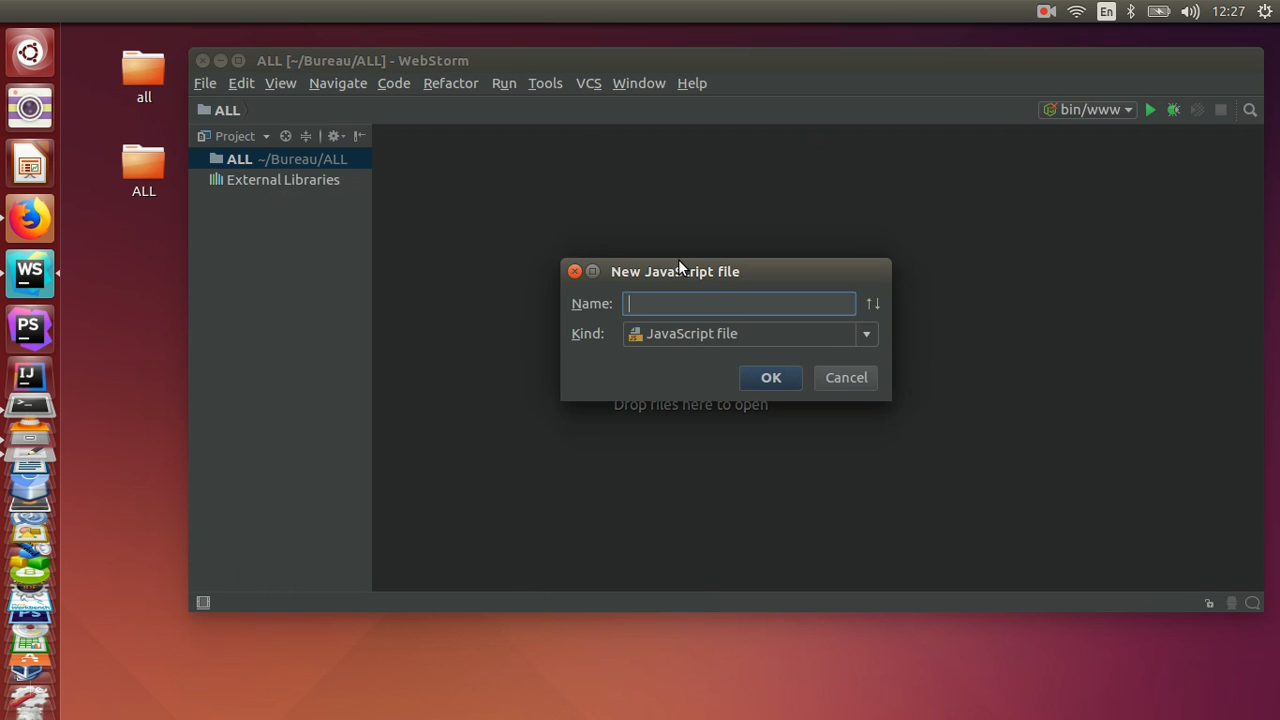 En
12:27
all
ALL
ALL [~/Bureau/ALL] - WebStorm
File Edit View Navigate Code Refactor Run Tools VCS Window Help
ALL
bin/www
Project
ALL ~/Bureau/ALL
External Libraries
New JavaScript file
Name:
Kind: JavaScript file
OK Cancel
Drop files here to open
WS
PS
IJ